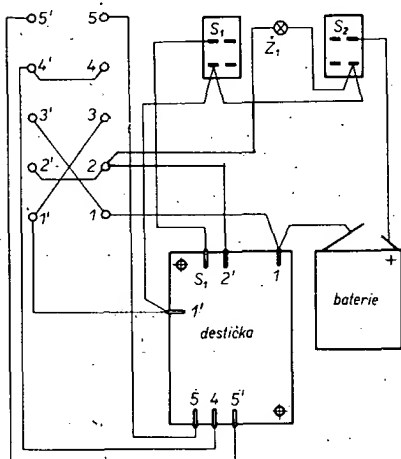 5' 5 S₁ Ž₁ S₂
4' 4
3' 3
2' 2
1' 1
S₁ 2' 1
+
1' baterie
destička
5 4 5'